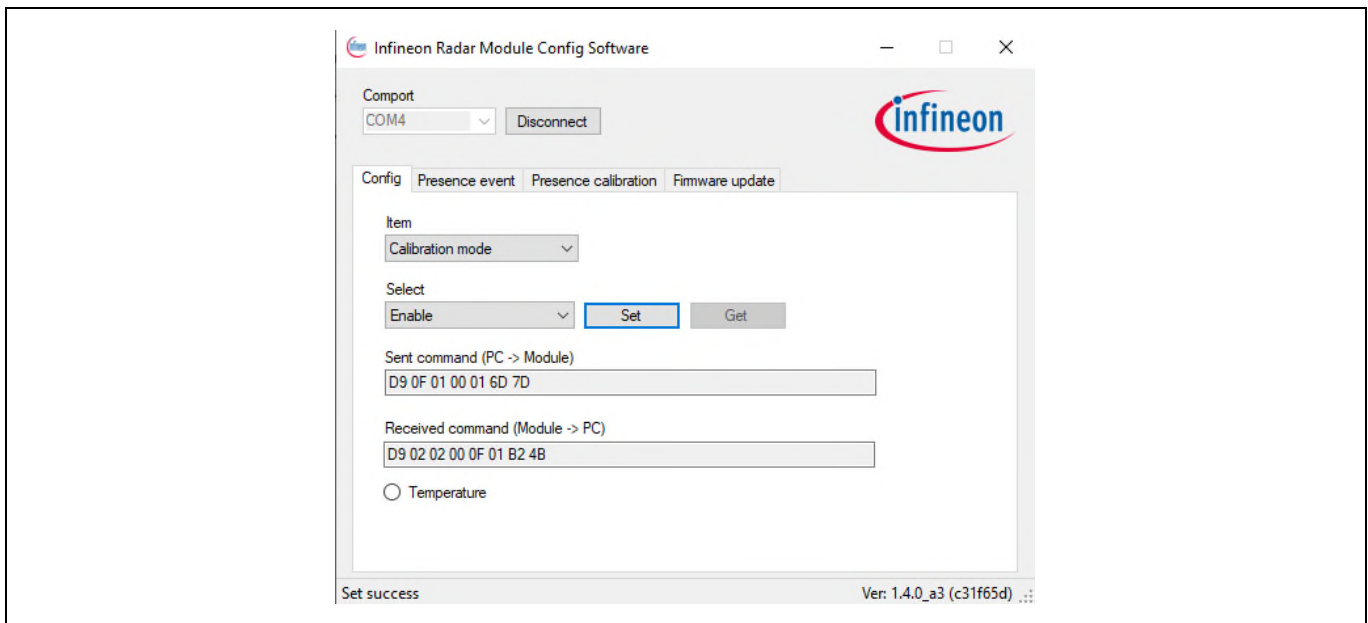 Infineon Radar Module Config Software
Comport
COM4 Disconnect
infineon
Config Presence event Presence calibration Firmware update
Item
Calibration mode
Select
Enable Set Get
Sent command (PC -> Module)
D9 0F 01 00 01 6D 7D
Received command (Module -> PC)
D9 02 02 00 0F 01 B2 4B
Temperature
Set success Ver: 1.4.0_a3 (c31f65d)